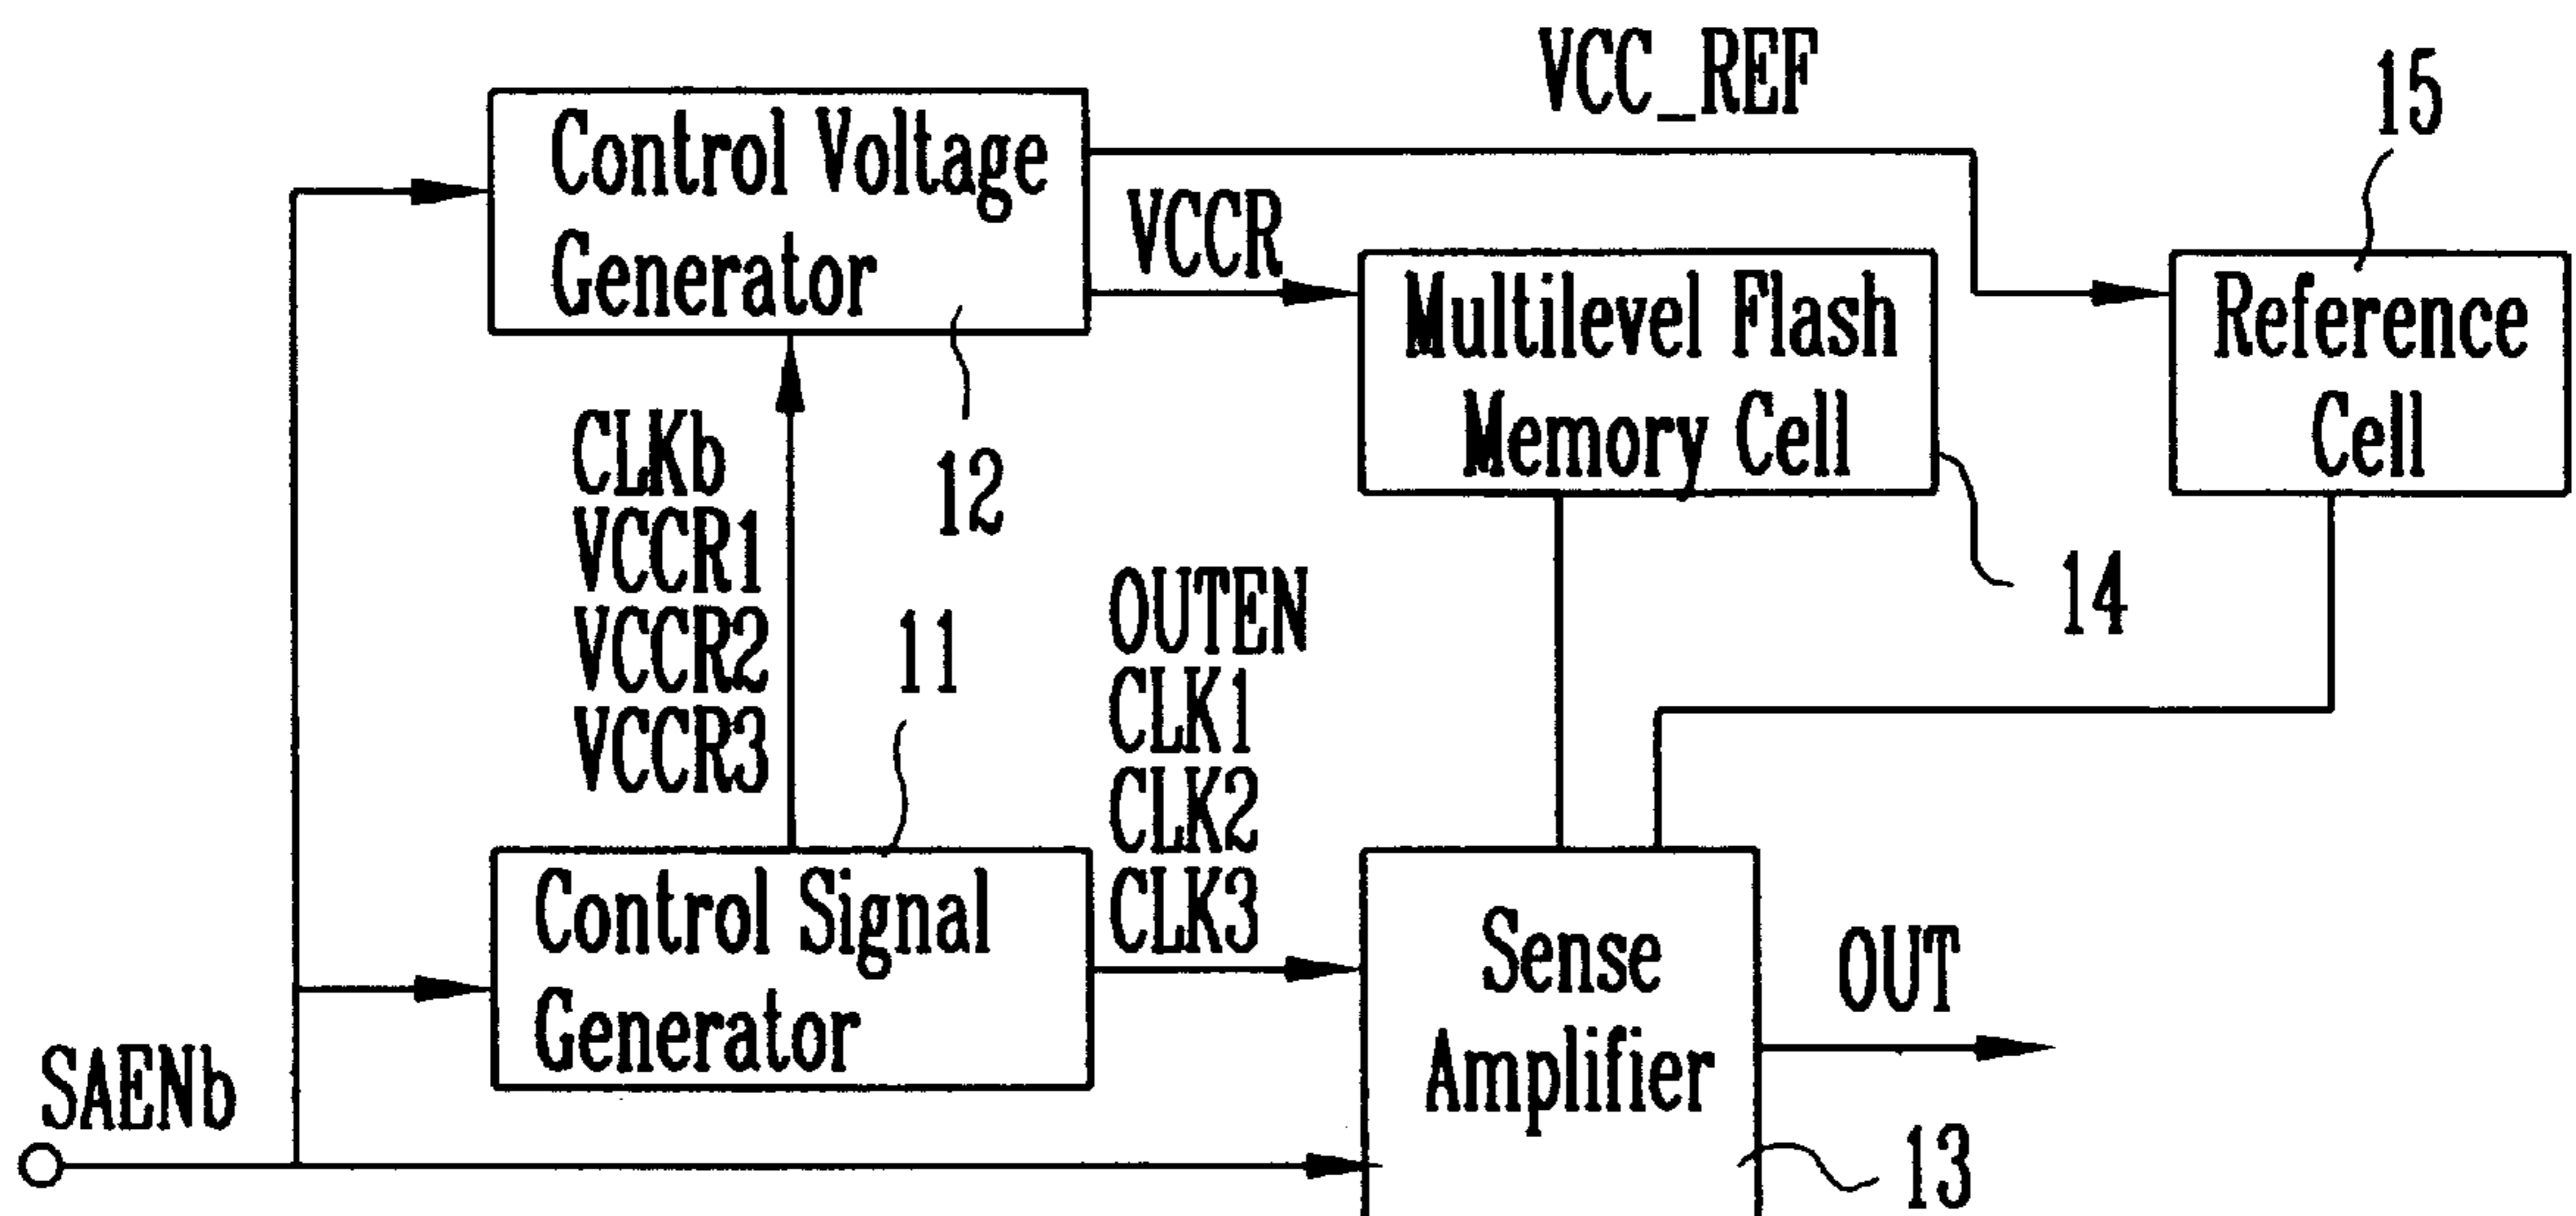 VCC_REF
15
Control Voltage
Generator
VCCR
Multilevel Flash
Memory Cell
Reference
Cell
CLKb
VCCR1
VCCR2
VCCR3
12
11
OUTEN
CLK1
CLK2
CLK3
14
Control Signal
Generator
Sense
Amplifier
OUT
SAENb
13